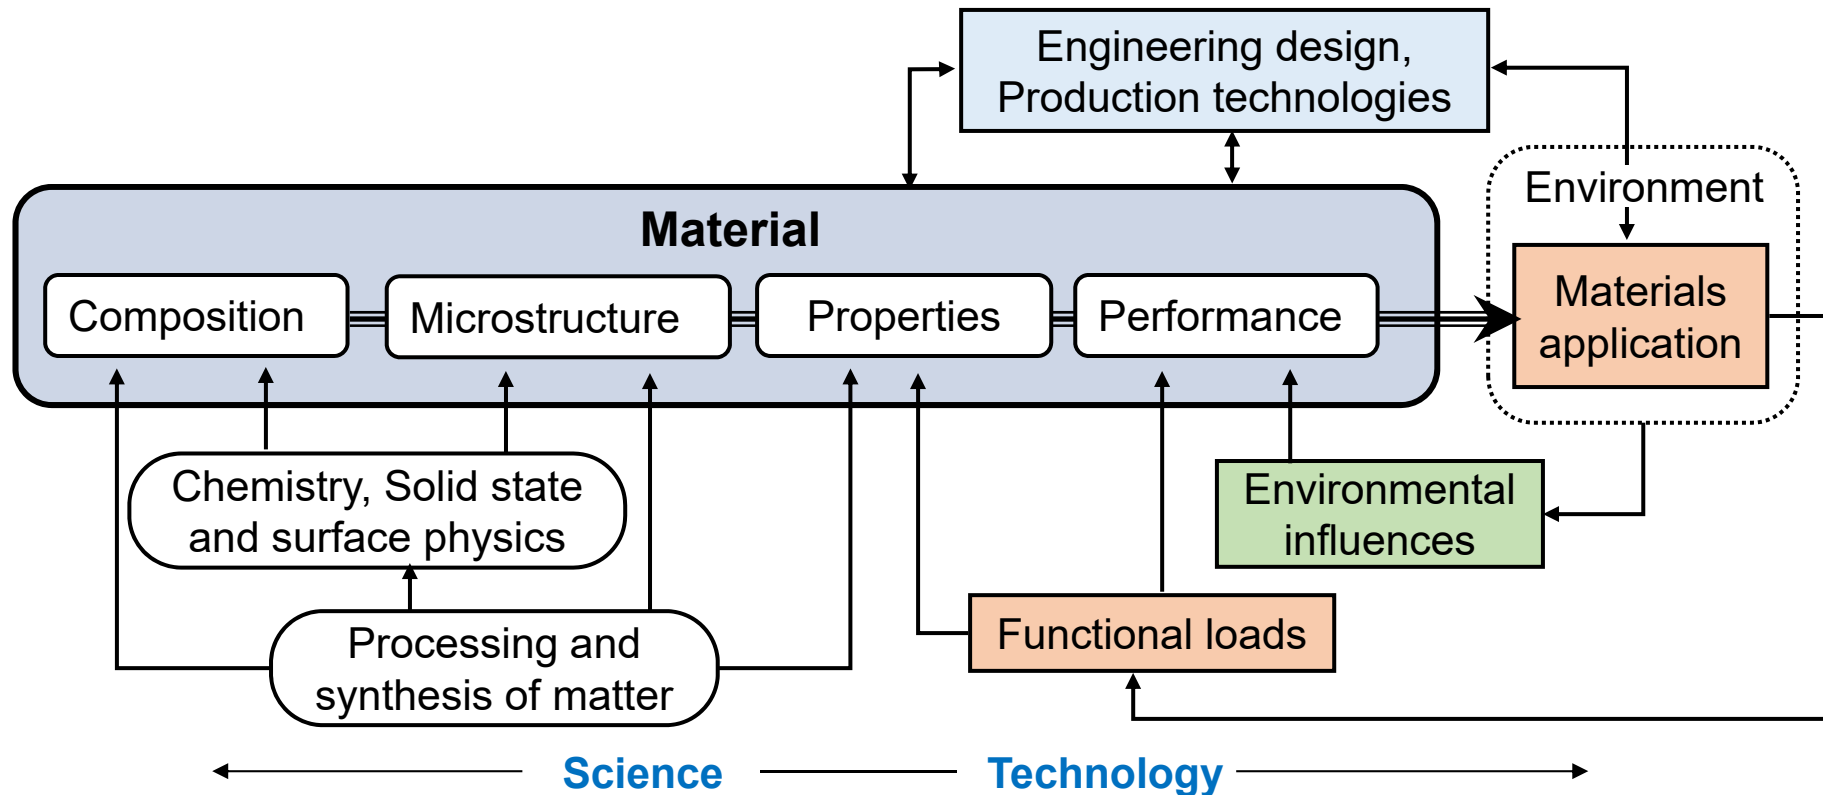 Engineering design,
Production technologies
Environment
Material
Composition
Microstructure
Properties
Performance
Materials
application
Chemistry, Solid state
and surface physics
Environmental
influences
Processing and
synthesis of matter
Functional loads
Science
Technology